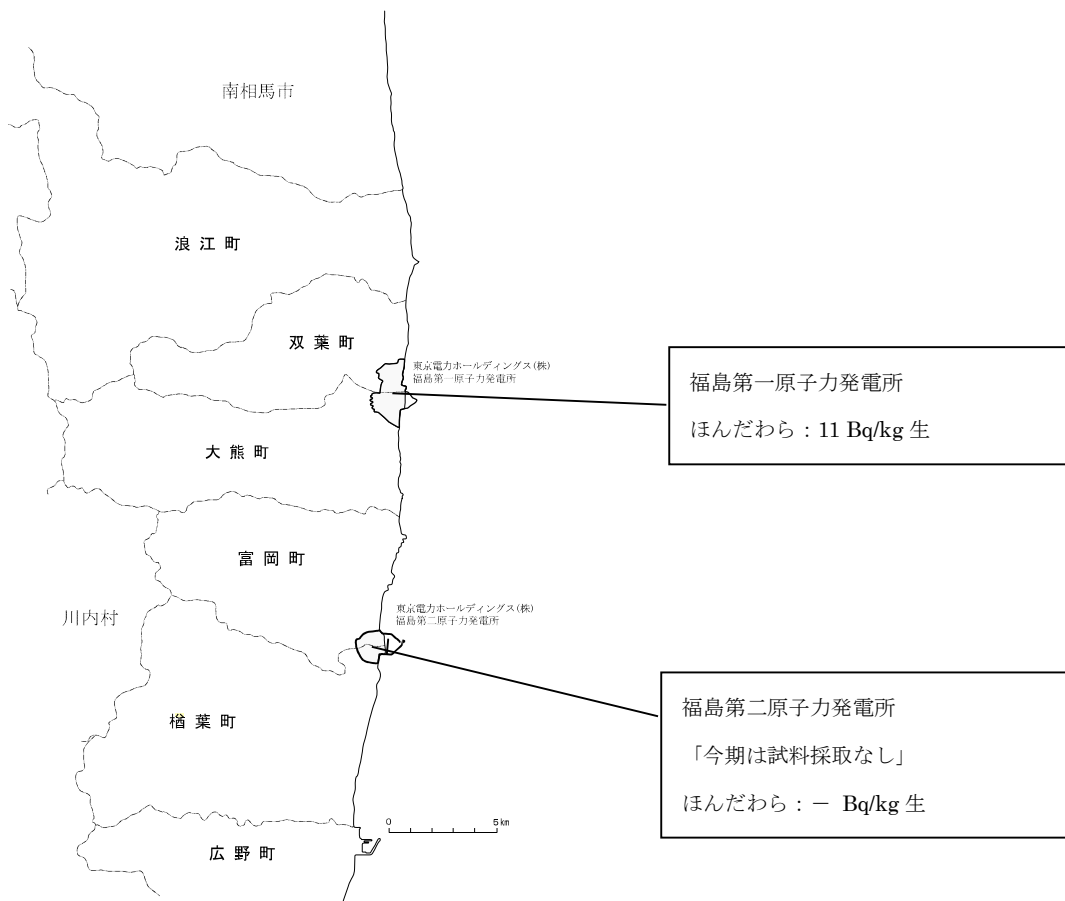 南相馬市
浪江町
双葉町
東京電力ホールディングス(株)
福島第一原子力発電所
福島第一原子力発電所
ほんだわら：11 Bq/kg 生
大熊町
富岡町
東京電力ホールディングス(株)
福島第二原子力発電所
川内村
福島第二原子力発電所
「今期は試料採取なし」
ほんだわら：－ Bq/kg 生
楢葉町
0 5km
広野町